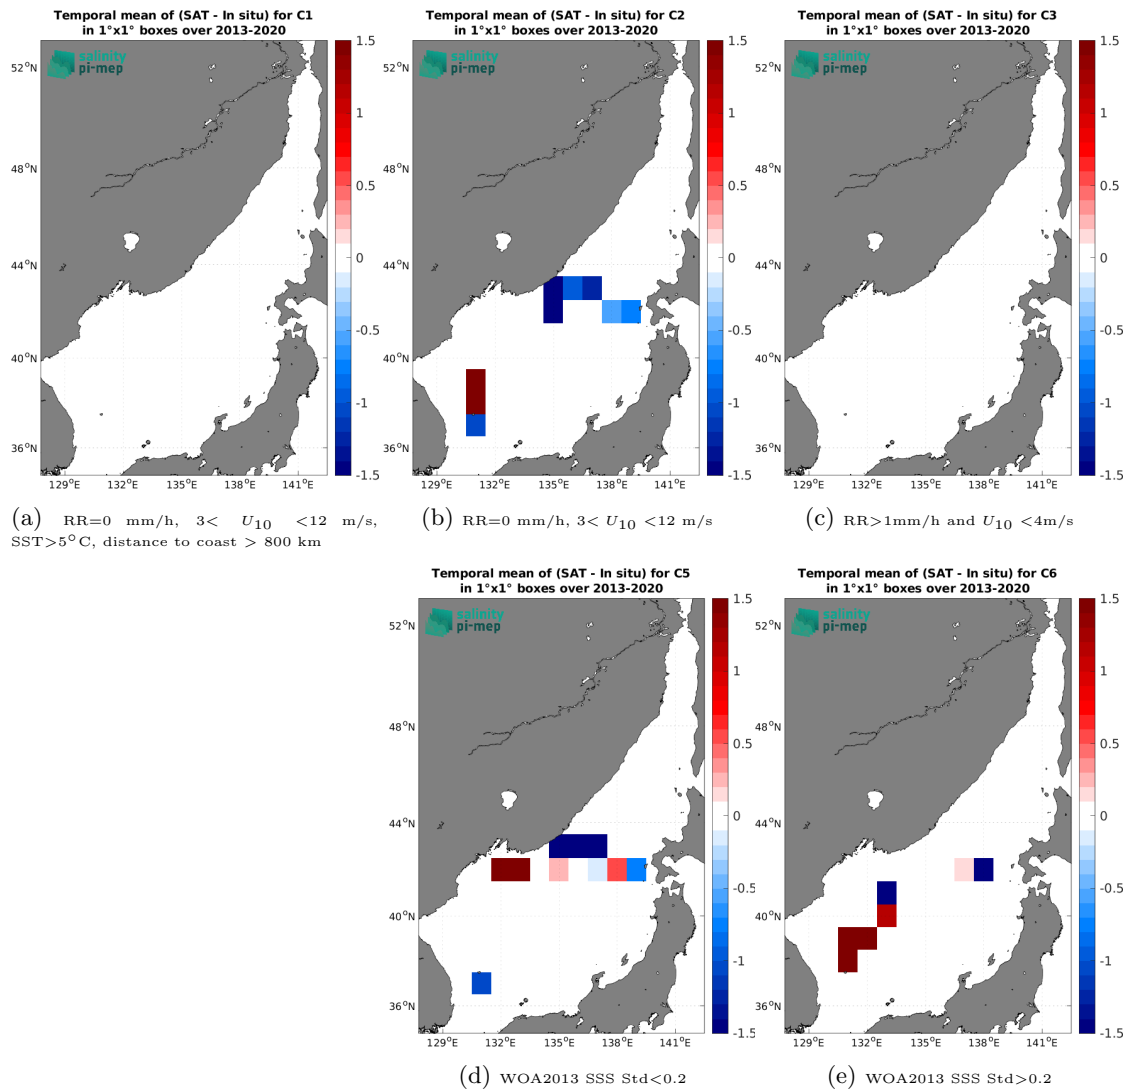 Temporal mean of (SAT - In situ) for C1
in 1°x1° boxes over 2013-2020
salinity
pi-mep
52°N
48°N
44°N
40°N
36°N
129°E 132°E 135°E 138°E 141°E
1.5
1
0.5
0
-0.5
-1
-1.5
(a) RR=0 mm/h, 3< U10 <12 m/s,
SST>5°C, distance to coast > 800 km
Temporal mean of (SAT - In situ) for C2
in 1°x1° boxes over 2013-2020
salinity
pi-mep
52°N
48°N
44°N
40°N
36°N
129°E 132°E 135°E 138°E 141°E
1.5
1
0.5
0
-0.5
-1
-1.5
(b) RR=0 mm/h, 3< U10 <12 m/s
Temporal mean of (SAT - In situ) for C3
in 1°x1° boxes over 2013-2020
salinity
pi-mep
52°N
48°N
44°N
40°N
36°N
129°E 132°E 135°E 138°E 141°E
1.5
1
0.5
0
-0.5
-1
-1.5
(c) RR>1mm/h and U10 <4m/s
Temporal mean of (SAT - In situ) for C5
in 1°x1° boxes over 2013-2020
salinity
pi-mep
52°N
48°N
44°N
40°N
36°N
129°E 132°E 135°E 138°E 141°E
1.5
1
0.5
0
-0.5
-1
-1.5
(d) WOA2013 SSS Std<0.2
Temporal mean of (SAT - In situ) for C6
in 1°x1° boxes over 2013-2020
salinity
pi-mep
52°N
48°N
44°N
40°N
36°N
129°E 132°E 135°E 138°E 141°E
1.5
1
0.5
0
-0.5
-1
-1.5
(e) WOA2013 SSS Std>0.2